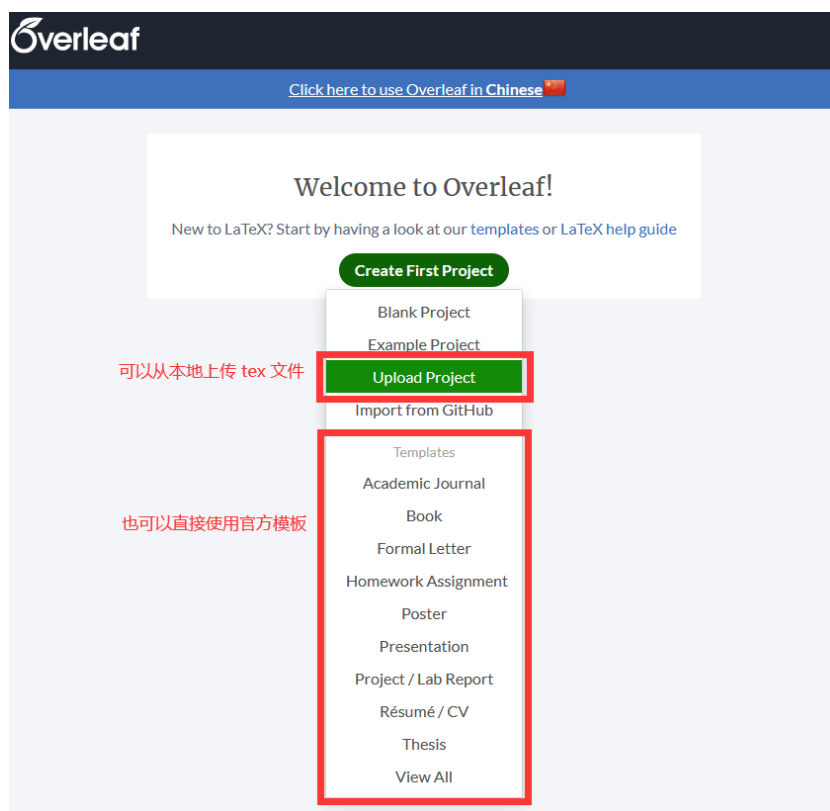 Overleaf
Click here to use Overleaf in Chinese
Welcome to Overleaf!
New to LaTeX? Start by having a look at our templates or LaTeX help guide
Create First Project
Blank Project
Example Project
可以从本地上传 tex 文件
Upload Project
Import from GitHub
Templates
Academic Journal
也可以直接使用官方模板
Book
Formal Letter
Homework Assignment
Poster
Presentation
Project / Lab Report
Résumé / CV
Thesis
View All